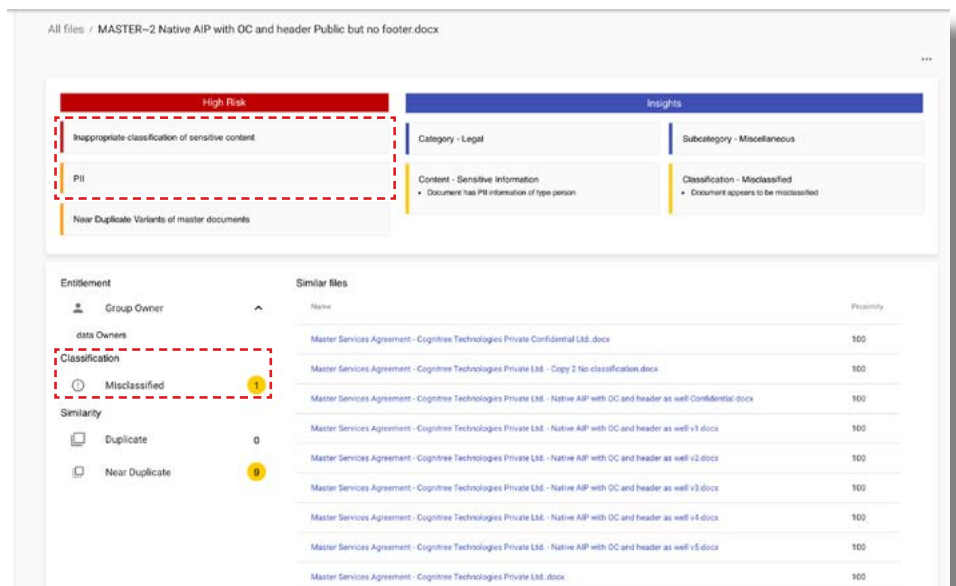 All files / MASTER~2 Native AIP with OC and header Public but no footer.docx
...
High Risk
Inappropriate classification of sensitive content
PII
Near Duplicate Variants of master documents
Insights
Category - Legal
Subcategory - Miscellaneous
Content - Sensitive Information
• Document has PII information of type person
Classification - Misclassified
• Document appears to be misclassified
Entitlement
Group Owner
data Owners
Classification
Misclassified 1
Similarity
Duplicate 0
Near Duplicate 9
Similar files
Name Proximity
Master Services Agreement - Cognitree Technologies Private Confidential Ltd..docx 100
Master Services Agreement - Cognitree Technologies Private Ltd. - Copy 2 No classification.docx 100
Master Services Agreement - Cognitree Technologies Private Ltd. - Native AIP with OC and header as well Confidential.docx 100
Master Services Agreement - Cognitree Technologies Private Ltd. - Native AIP with OC and header as well v1.docx 100
Master Services Agreement - Cognitree Technologies Private Ltd. - Native AIP with OC and header as well v2.docx 100
Master Services Agreement - Cognitree Technologies Private Ltd. - Native AIP with OC and header as well v3.docx 100
Master Services Agreement - Cognitree Technologies Private Ltd. - Native AIP with OC and header as well v4.docx 100
Master Services Agreement - Cognitree Technologies Private Ltd. - Native AIP with OC and header as well v5.docx 100
Master Services Agreement - Cognitree Technologies Private Ltd..docx 100